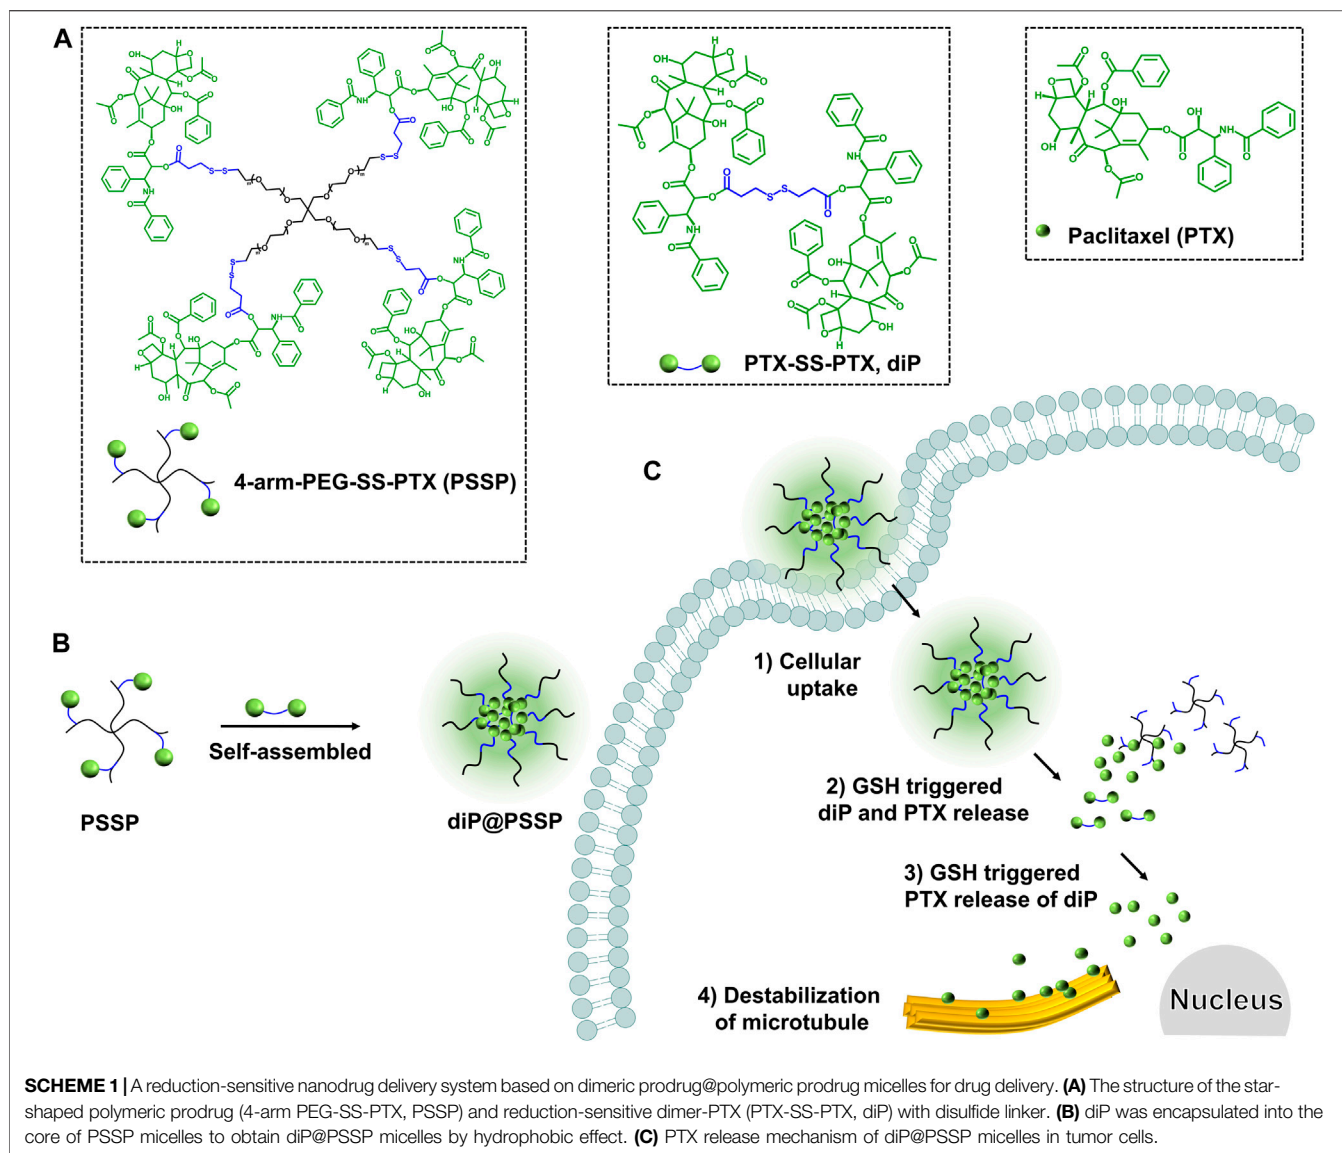 A
4-arm-PEG-SS-PTX (PSSP)
PTX-SS-PTX, diP
Paclitaxel (PTX)
B
PSSP
Self-assembled
diP@PSSP
C
1) Cellular
uptake
2) GSH triggered
diP and PTX release
3) GSH triggered
PTX release of diP
4) Destabilization
of microtubule
Nucleus
SCHEME 1 | A reduction-sensitive nanodrug delivery system based on dimeric prodrug@polymeric prodrug micelles for drug delivery. (A) The structure of the star-
shaped polymeric prodrug (4-arm PEG-SS-PTX, PSSP) and reduction-sensitive dimer-PTX (PTX-SS-PTX, diP) with disulfide linker. (B) diP was encapsulated into the
core of PSSP micelles to obtain diP@PSSP micelles by hydrophobic effect. (C) PTX release mechanism of diP@PSSP micelles in tumor cells.